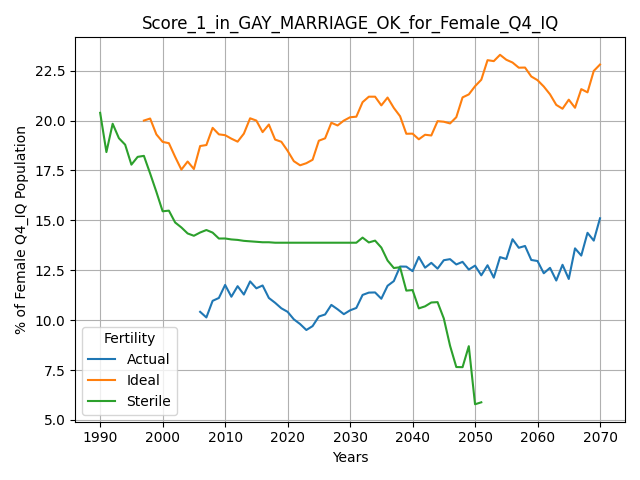 Score_1_in_GAY_MARRIAGE_OK_for_Female_Q4_IQ
% of Female Q4_IQ Population
22.5
20.0
17.5
15.0
12.5
10.0
7.5
5.0
Fertility
Actual
Ideal
Sterile
1990 2000 2010 2020 2030 2040 2050 2060 2070
Years